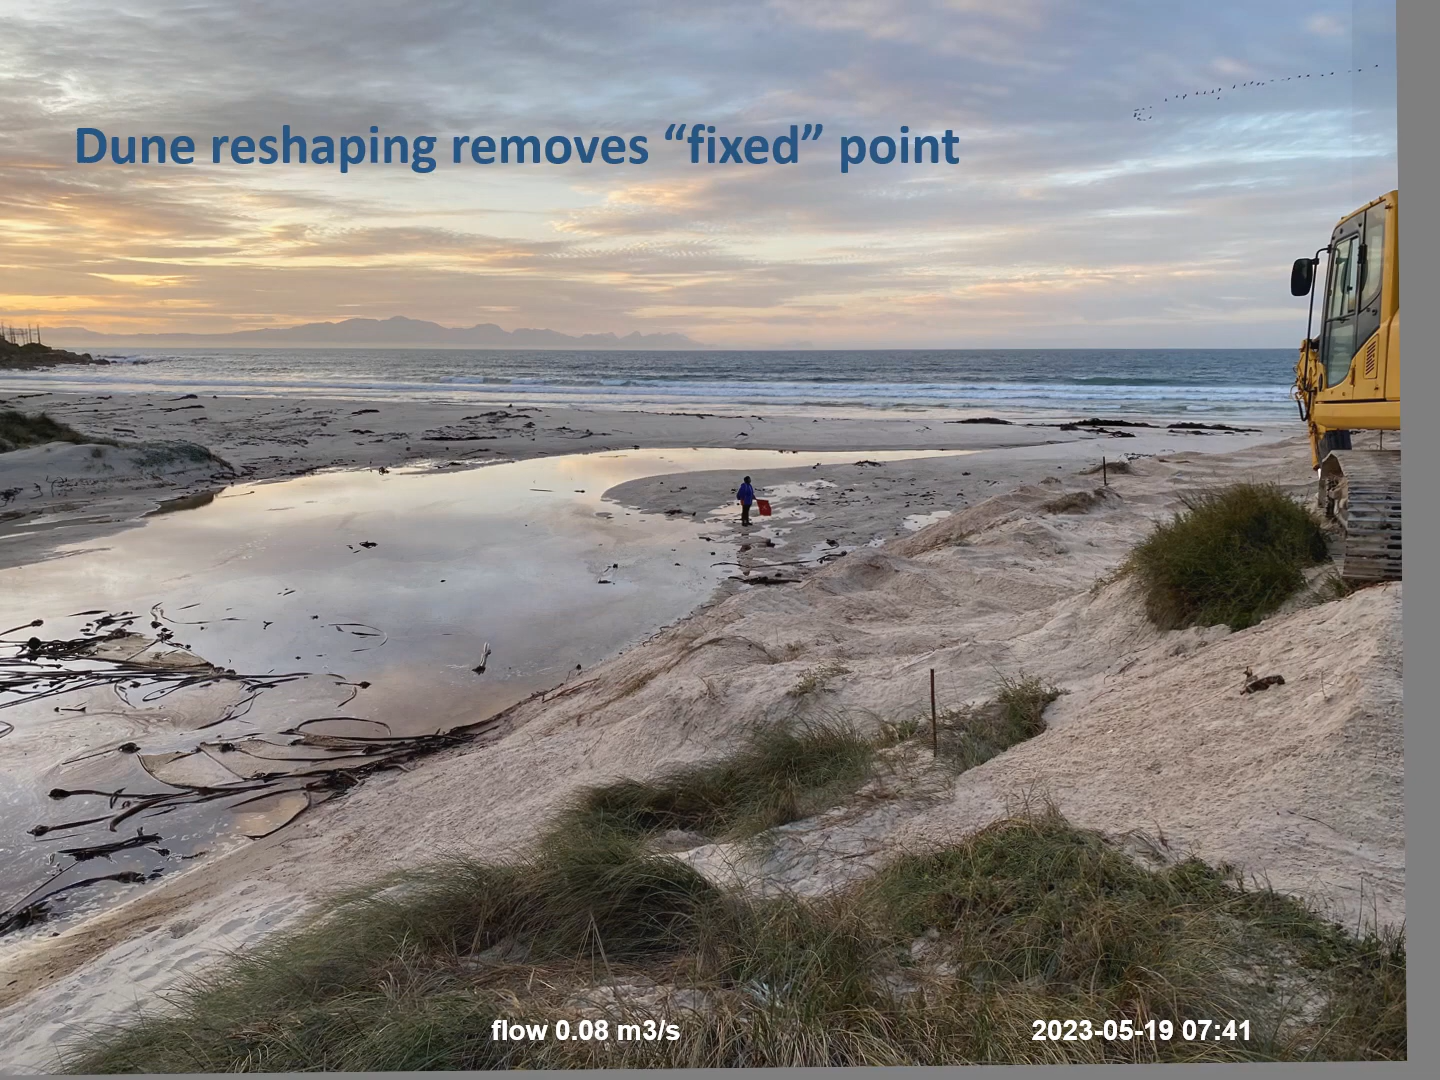 Dune reshaping removes “fixed” point
flow 0.08 m3/s
2023-05-19 07:41